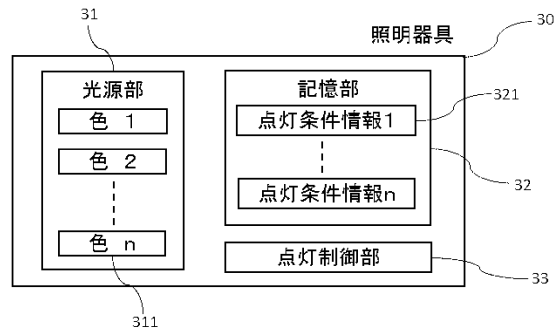 31
照明器具
30
光源部
色 1
色 2
色 n
311
記憶部
点灯条件情報1
321
点灯条件情報n
32
点灯制御部
33